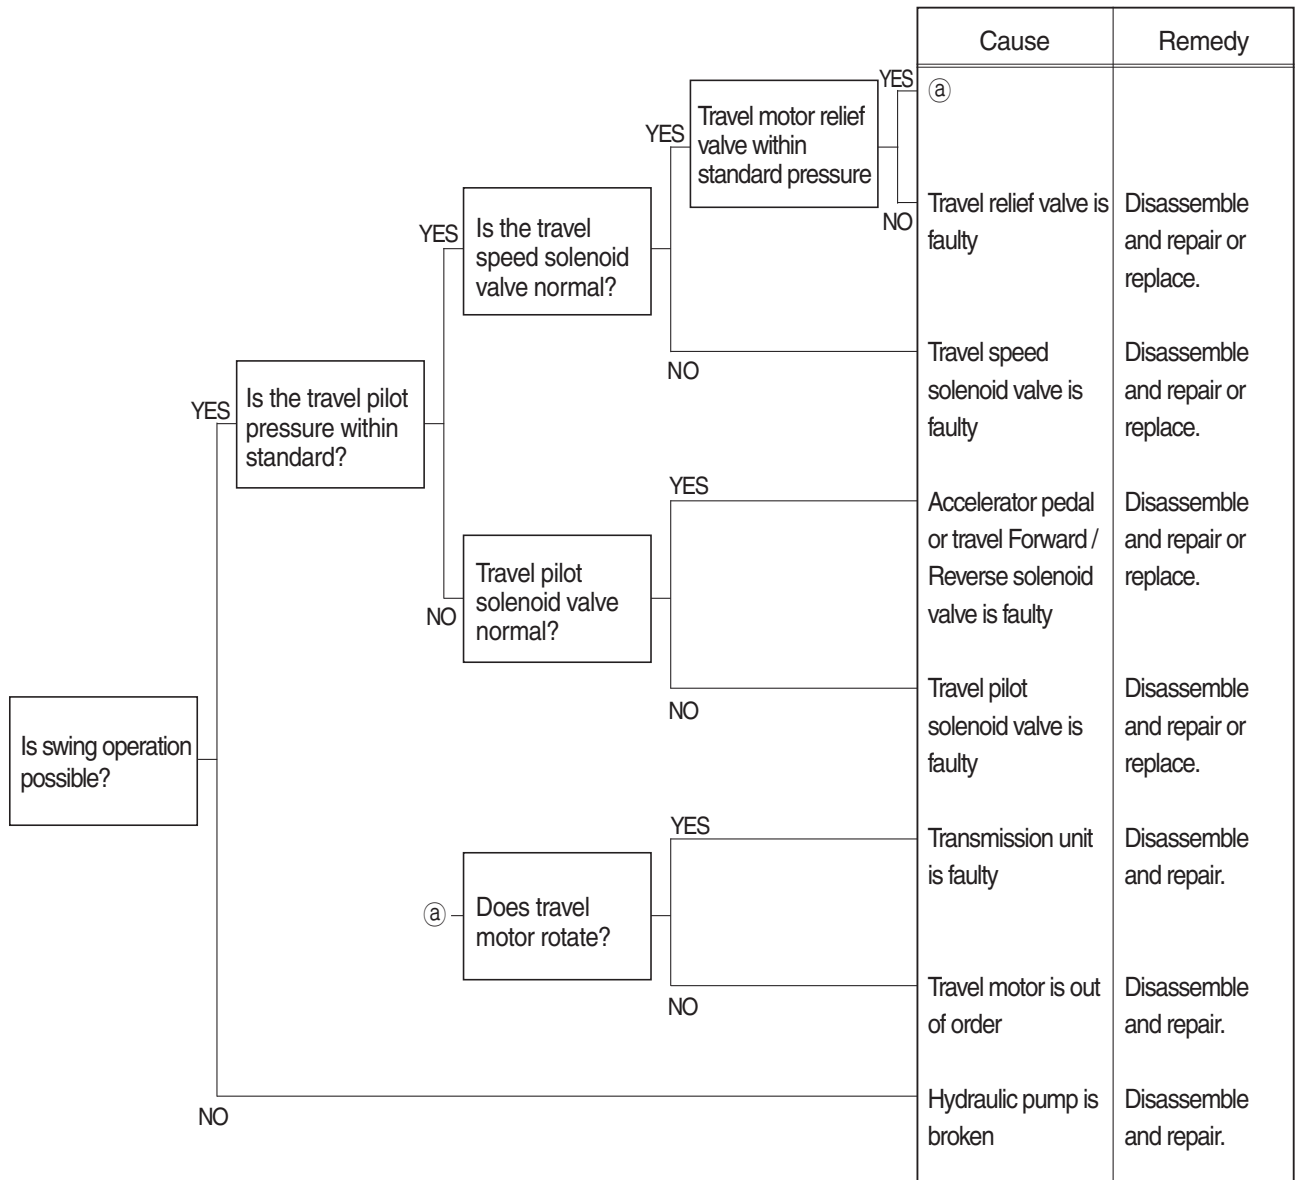 Cause
Remedy
YES
ⓐ
Travel motor relief
valve within
standard pressure
YES
NO
Travel relief valve is
faulty
Disassemble
and repair or
replace.
Is the travel
speed solenoid
valve normal?
YES
NO
Travel speed
solenoid valve is
faulty
Disassemble
and repair or
replace.
Is the travel pilot
pressure within
standard?
YES
YES
Accelerator pedal
or travel Forward /
Reverse solenoid
valve is faulty
Disassemble
and repair or
replace.
Travel pilot
solenoid valve
normal?
NO
NO
Travel pilot
solenoid valve is
faulty
Disassemble
and repair or
replace.
Is swing operation
possible?
YES
Transmission unit
is faulty
Disassemble
and repair.
ⓐ
Does travel
motor rotate?
NO
Travel motor is out
of order
Disassemble
and repair.
NO
Hydraulic pump is
broken
Disassemble
and repair.